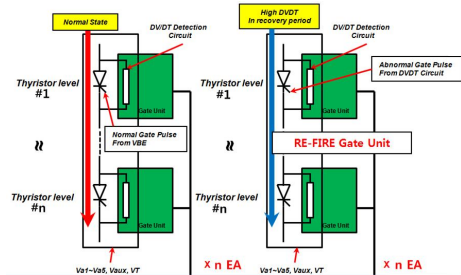 Normal State
DV/DT Detection
Circuit
Thyristor level
#1
Gate Unit
Normal Gate Pulse
From VBE
≈
Thyristor level
#n
Gate Unit
Va1~Va5, Vaux, VT
x n EA
High DVDT
In recovery period
DV/DT Detection
Circuit
Thyristor level
#1
Abnormal Gate Pulse
From DVDT Circuit
Gate Unit
RE-FIRE Gate Unit
≈
Thyristor level
#n
Gate Unit
Va1~Va5, Vaux, VT
x n EA